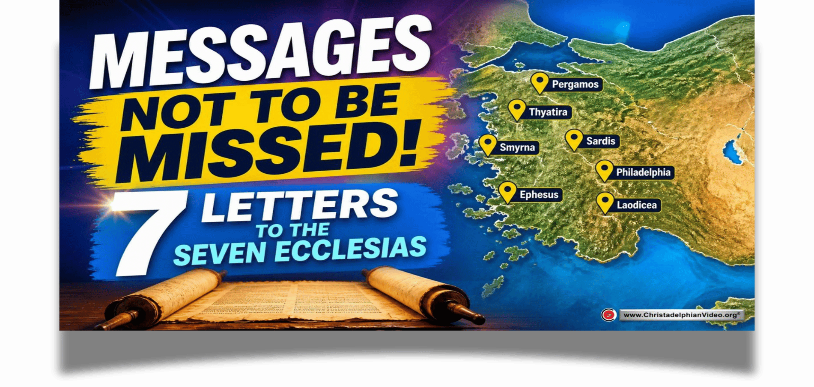 MESSAGES
NOT TO BE
MISSED!
7 LETTERS
TO THE
SEVEN ECCLESIAS
Pergamos
Thyatira
Sardis
Smyrna
Philadelphia
Ephesus
Laodicea
www.ChristadelphianVideo.org